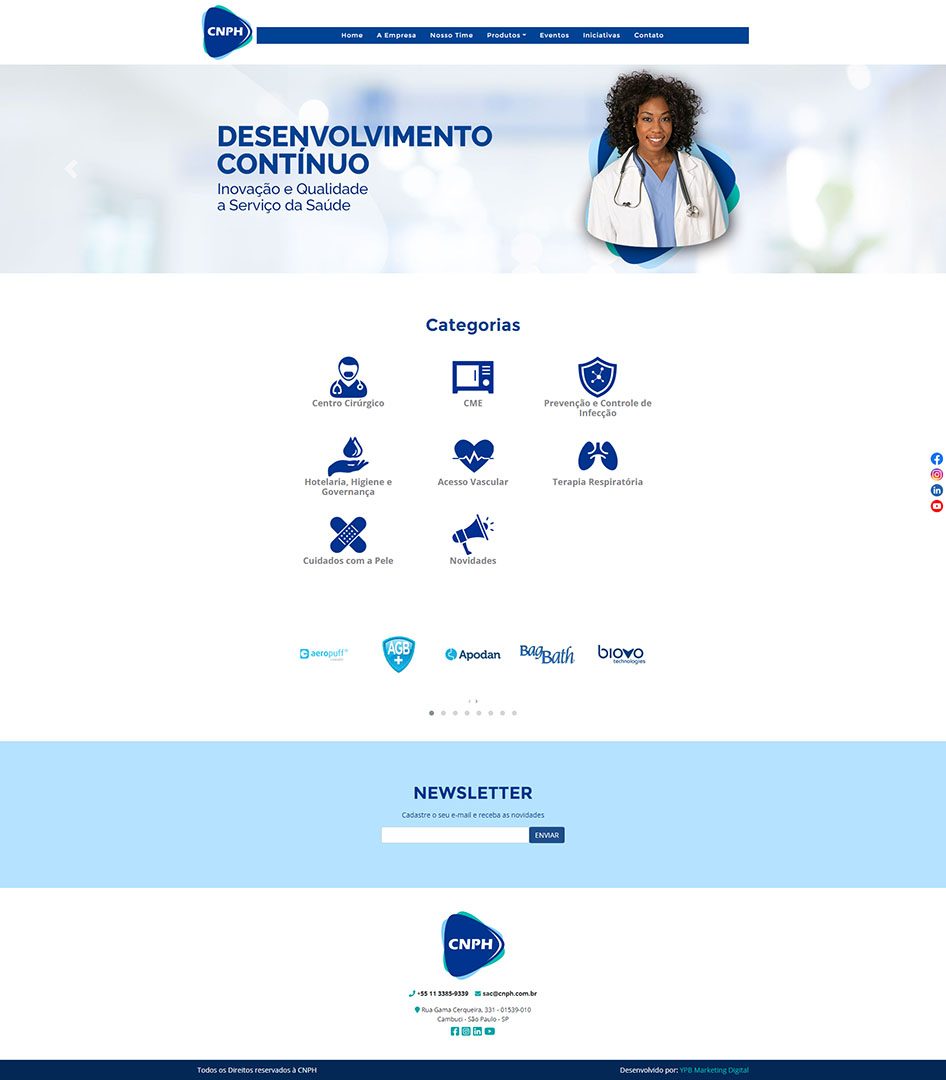 CNPH
Home A Empresa Nosso Time Produtos Eventos Iniciativas Contato
DESENVOLVIMENTO
CONTÍNUO
Inovação e Qualidade
a Serviço da Saúde
Categorias
Centro Cirúrgico
CME
Prevenção e Controle de
Infecção
Hotelaria, Higiene e
Governança
Acesso Vascular
Terapia Respiratória
Cuidados com a Pele
Novidades
aeropuff
AGB
Apodan
BagBath
biovo
technologies
NEWSLETTER
Cadastre o seu e-mail e receba as novidades
ENVIAR
CNPH
+55 11 3385-9339 sac@cnph.com.br
Rua Gama Cerqueira, 331 - 01539-010
Cambuci - São Paulo - SP
Todos os Direitos reservados à CNPH
Desenvolvido por: YPB Marketing Digital